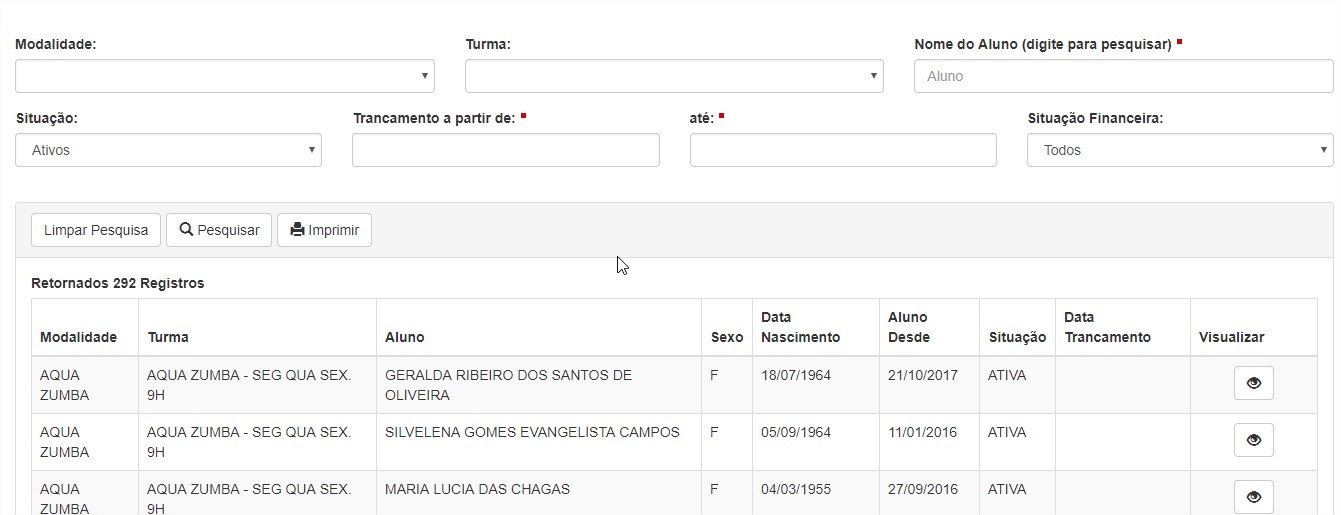 Modalidade: Turma: Nome do Aluno (digite para pesquisar)
Aluno
Situação: Trancamento a partir de: até: Situação Financeira:
Ativos Todos
Limpar Pesquisa Pesquisar Imprimir
Retornados 292 Registros
Data Aluno Data
Modalidade Turma Aluno Sexo Nascimento Desde Situação Trancamento Visualizar
AQUA AQUA ZUMBA - SEG QUA SEX. GERALDA RIBEIRO DOS SANTOS DE F 18/07/1964 21/10/2017 ATIVA
ZUMBA 9H OLIVEIRA
AQUA AQUA ZUMBA - SEG QUA SEX. SILVELENA GOMES EVANGELISTA CAMPOS F 05/09/1964 11/01/2016 ATIVA
ZUMBA 9H
AQUA AQUA ZUMBA - SEG QUA SEX. MARIA LUCIA DAS CHAGAS F 04/03/1955 27/09/2016 ATIVA
ZUMBA 9H